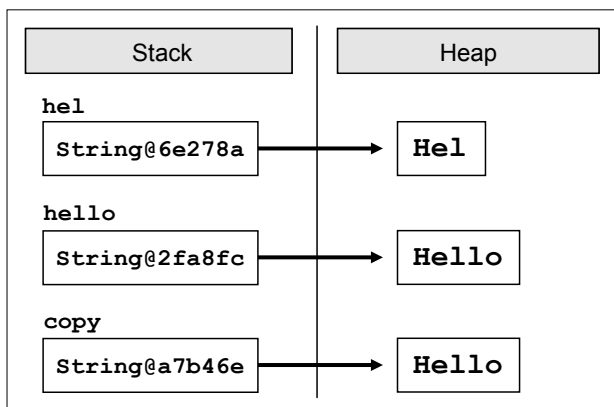 Stack Heap
hel
String@6e278a Hel
hello
String@2fa8fc Hello
copy
String@a7b46e Hello